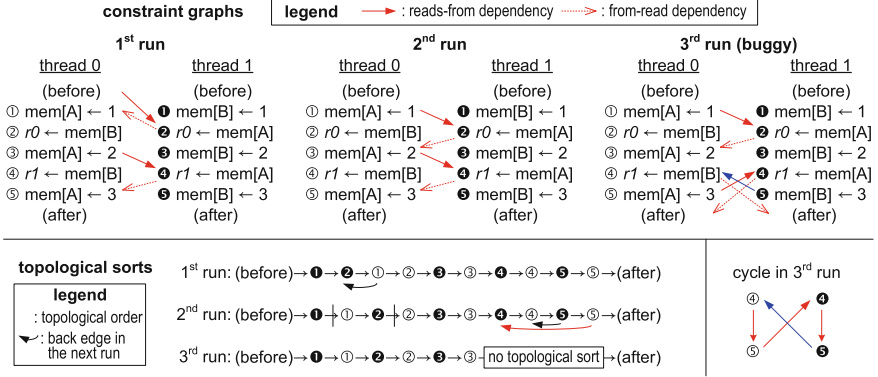 constraint graphs
legend
: reads-from dependency
: from-read dependency
1st run
thread 0 thread 1
(before) (before)
① mem[A] ← 1 ❶ mem[B] ← 1
② r0 ← mem[B] ❷ r0 ← mem[A]
③ mem[A] ← 2 ❸ mem[B] ← 2
④ r1 ← mem[B] ❹ r1 ← mem[A]
⑤ mem[A] ← 3 ❺ mem[B] ← 3
(after) (after)
2nd run
thread 0 thread 1
(before) (before)
① mem[A] ← 1 ❶ mem[B] ← 1
② r0 ← mem[B] ❷ r0 ← mem[A]
③ mem[A] ← 2 ❸ mem[B] ← 2
④ r1 ← mem[B] ❹ r1 ← mem[A]
⑤ mem[A] ← 3 ❺ mem[B] ← 3
(after) (after)
3rd run (buggy)
thread 0 thread 1
(before) (before)
① mem[A] ← 1 ❶ mem[B] ← 1
② r0 ← mem[B] ❷ r0 ← mem[A]
③ mem[A] ← 2 ❸ mem[B] ← 2
④ r1 ← mem[B] ❹ r1 ← mem[A]
⑤ mem[A] ← 3 ❺ mem[B] ← 3
(after) (after)
topological sorts
legend
: topological order
: back edge in
the next run
1st run: (before)→❶→❷→①→②→❸→③→❹→④→❺→⑤→(after)
2nd run: (before)→❶→①→❷→②→❸→③→❹→④→❺→⑤→(after)
3rd run: (before)→❶→①→❷→②→❸→③ no topological sort →(after)
cycle in 3rd run
④ ❹
⑤ ❺